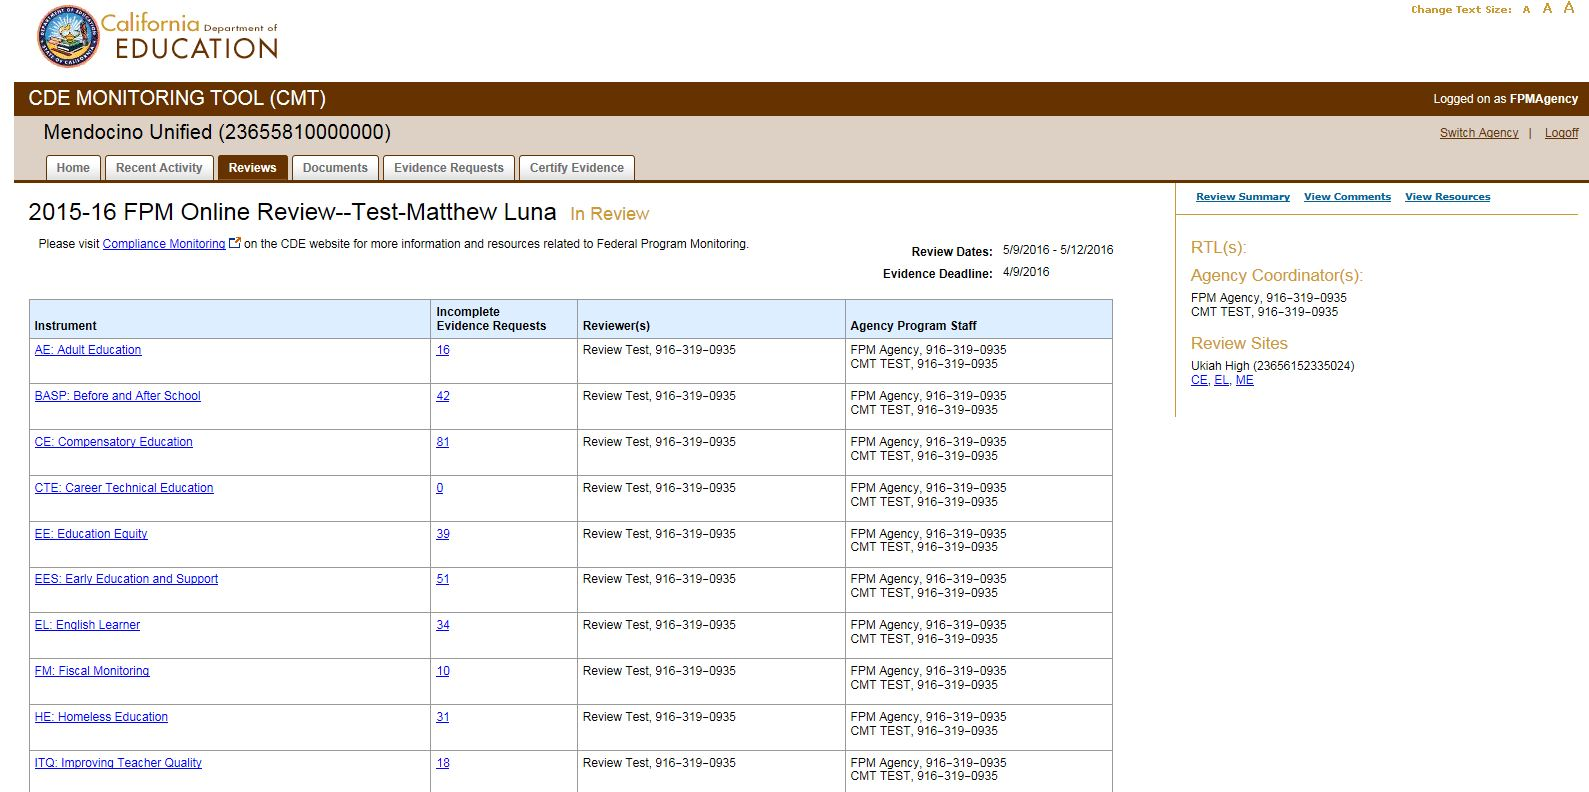 California Department of
EDUCATION
Change Text Size: A A A
CDE MONITORING TOOL (CMT)
Logged on as FPMAgency
Mendocino Unified (23655810000000)
Switch Agency | Logoff
Home Recent Activity Reviews Documents Evidence Requests Certify Evidence
2015-16 FPM Online Review--Test-Matthew Luna In Review
Please visit Compliance Monitoring on the CDE website for more information and resources related to Federal Program Monitoring.
Review Dates: 5/9/2016 - 5/12/2016
Evidence Deadline: 4/9/2016
Instrument Incomplete Evidence Requests Reviewer(s) Agency Program Staff
AE: Adult Education 16 Review Test, 916-319-0935 FPM Agency, 916-319-0935
CMT TEST, 916-319-0935
BASP: Before and After School 42 Review Test, 916-319-0935 FPM Agency, 916-319-0935
CMT TEST, 916-319-0935
CE: Compensatory Education 81 Review Test, 916-319-0935 FPM Agency, 916-319-0935
CMT TEST, 916-319-0935
CTE: Career Technical Education 0 Review Test, 916-319-0935 FPM Agency, 916-319-0935
CMT TEST, 916-319-0935
EE: Education Equity 39 Review Test, 916-319-0935 FPM Agency, 916-319-0935
CMT TEST, 916-319-0935
EES: Early Education and Support 51 Review Test, 916-319-0935 FPM Agency, 916-319-0935
CMT TEST, 916-319-0935
EL: English Learner 34 Review Test, 916-319-0935 FPM Agency, 916-319-0935
CMT TEST, 916-319-0935
FM: Fiscal Monitoring 10 Review Test, 916-319-0935 FPM Agency, 916-319-0935
CMT TEST, 916-319-0935
HE: Homeless Education 31 Review Test, 916-319-0935 FPM Agency, 916-319-0935
CMT TEST, 916-319-0935
ITQ: Improving Teacher Quality 18 Review Test, 916-319-0935 FPM Agency, 916-319-0935
CMT TEST, 916-319-0935
Review Summary View Comments View Resources
RTL(s):
Agency Coordinator(s):
FPM Agency, 916-319-0935
CMT TEST, 916-319-0935
Review Sites
Ukiah High (23656152335024)
CE, EL, ME